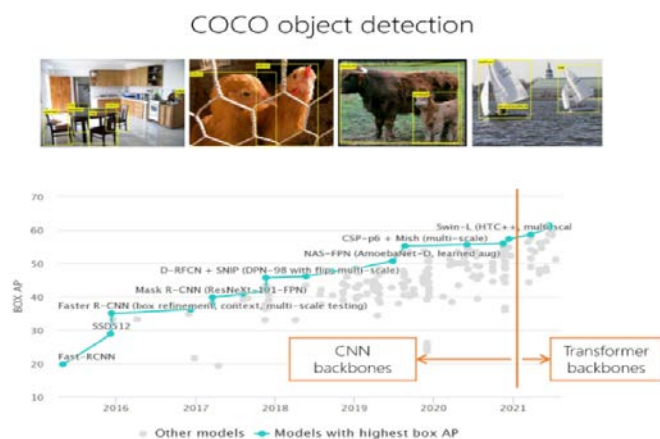 COCO object detection
70
60
50
40
30
20
10
BOX AP
Swin-L (HTC++, multi scal
CSP-p6 + Mish (multi-scale)
NAS-FPN (AmoebaNet-D, learned aug)
D-RFCN + SNIP (DPN-98 with flip, multi-scale)
Mask R-CNN (ResNeXt-101-FPN)
Faster R-CNN (box refinement, context, multi-scale testing)
SSD512
Fast-RCNN
CNN
backbones
Transformer
backbones
2016
2017
2018
2019
2020
2021
Other models
Models with highest box AP